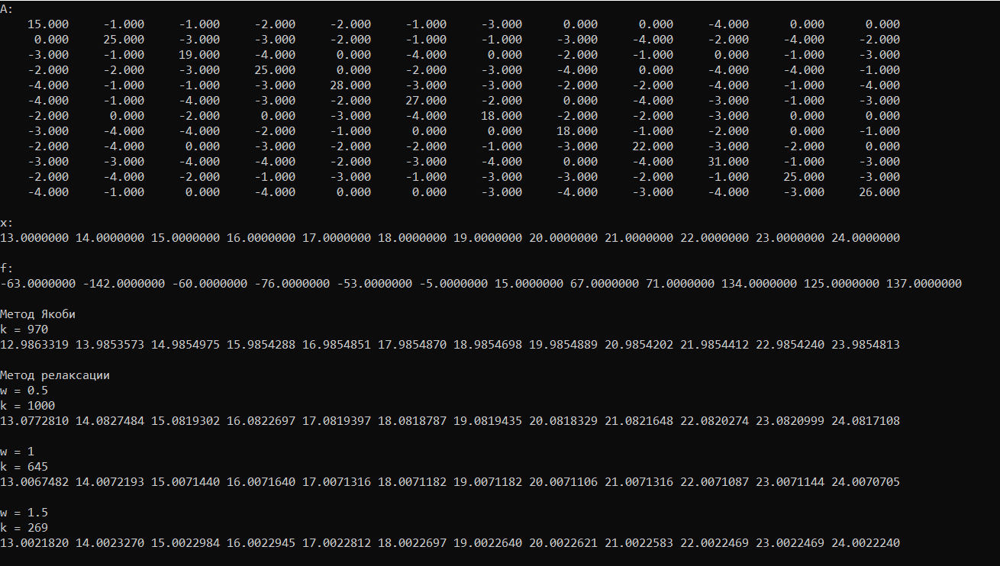 A:
15.000 -1.000 -1.000 -2.000 -2.000 -1.000 -3.000 0.000 0.000 -4.000 0.000 0.000
0.000 25.000 -3.000 -3.000 -2.000 -1.000 -1.000 -3.000 -4.000 -2.000 -4.000 -2.000
-3.000 -1.000 19.000 -4.000 0.000 -4.000 0.000 -2.000 -1.000 0.000 -1.000 -3.000
-2.000 -2.000 -3.000 25.000 0.000 -2.000 -3.000 -4.000 0.000 -4.000 -4.000 -1.000
-4.000 -1.000 -1.000 -3.000 28.000 -3.000 -3.000 -2.000 -2.000 -4.000 -1.000 -4.000
-4.000 -1.000 -4.000 -3.000 -2.000 27.000 -2.000 0.000 -4.000 -3.000 -1.000 -3.000
-2.000 0.000 -2.000 0.000 -3.000 -4.000 18.000 -2.000 -2.000 -3.000 0.000 0.000
-3.000 -4.000 -4.000 -2.000 -1.000 0.000 0.000 18.000 -1.000 -2.000 0.000 -1.000
-2.000 -4.000 0.000 -3.000 -2.000 -2.000 -1.000 -3.000 22.000 -3.000 -2.000 0.000
-3.000 -3.000 -4.000 -4.000 -2.000 -3.000 -4.000 0.000 -4.000 31.000 -1.000 -3.000
-2.000 -4.000 -2.000 -1.000 -3.000 -1.000 -3.000 -3.000 -2.000 -1.000 25.000 -3.000
-4.000 -1.000 0.000 -4.000 0.000 0.000 -3.000 -4.000 -3.000 -4.000 -3.000 26.000
x:
13.0000000 14.0000000 15.0000000 16.0000000 17.0000000 18.0000000 19.0000000 20.0000000 21.0000000 22.0000000 23.0000000 24.0000000
f:
-63.0000000 -142.0000000 -60.0000000 -76.0000000 -53.0000000 -5.0000000 15.0000000 67.0000000 71.0000000 134.0000000 125.0000000 137.0000000
Метод Якоби
k = 970
12.9863319 13.9853573 14.9854975 15.9854288 16.9854851 17.9854870 18.9854698 19.9854889 20.9854202 21.9854412 22.9854240 23.9854813
Метод релаксации
w = 0.5
k = 1000
13.0772810 14.0827484 15.0819302 16.0822697 17.0819397 18.0818787 19.0819435 20.0818329 21.0821648 22.0820274 23.0820999 24.0817108
w = 1
k = 645
13.0067482 14.0072193 15.0071440 16.0071640 17.0071316 18.0071182 19.0071182 20.0071106 21.0071316 22.0071087 23.0071144 24.0070705
w = 1.5
k = 269
13.0021820 14.0023270 15.0022984 16.0022945 17.0022812 18.0022697 19.0022640 20.0022621 21.0022583 22.0022469 23.0022469 24.0022240